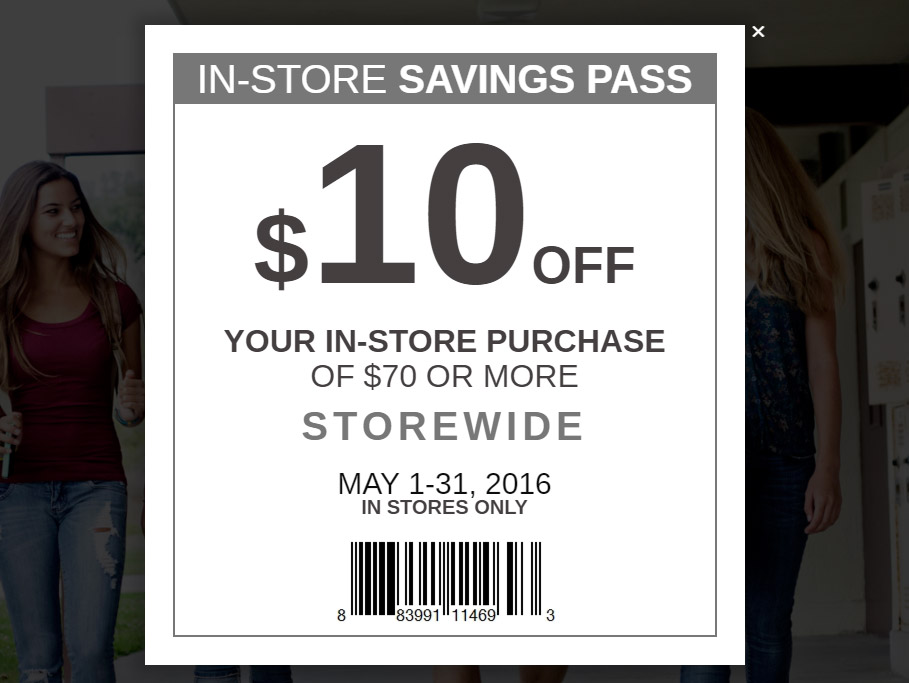 ×
IN-STORE SAVINGS PASS
$10 OFF
YOUR IN-STORE PURCHASE
OF $70 OR MORE
STOREWIDE
MAY 1-31, 2016
IN STORES ONLY
8 83991 11469 3